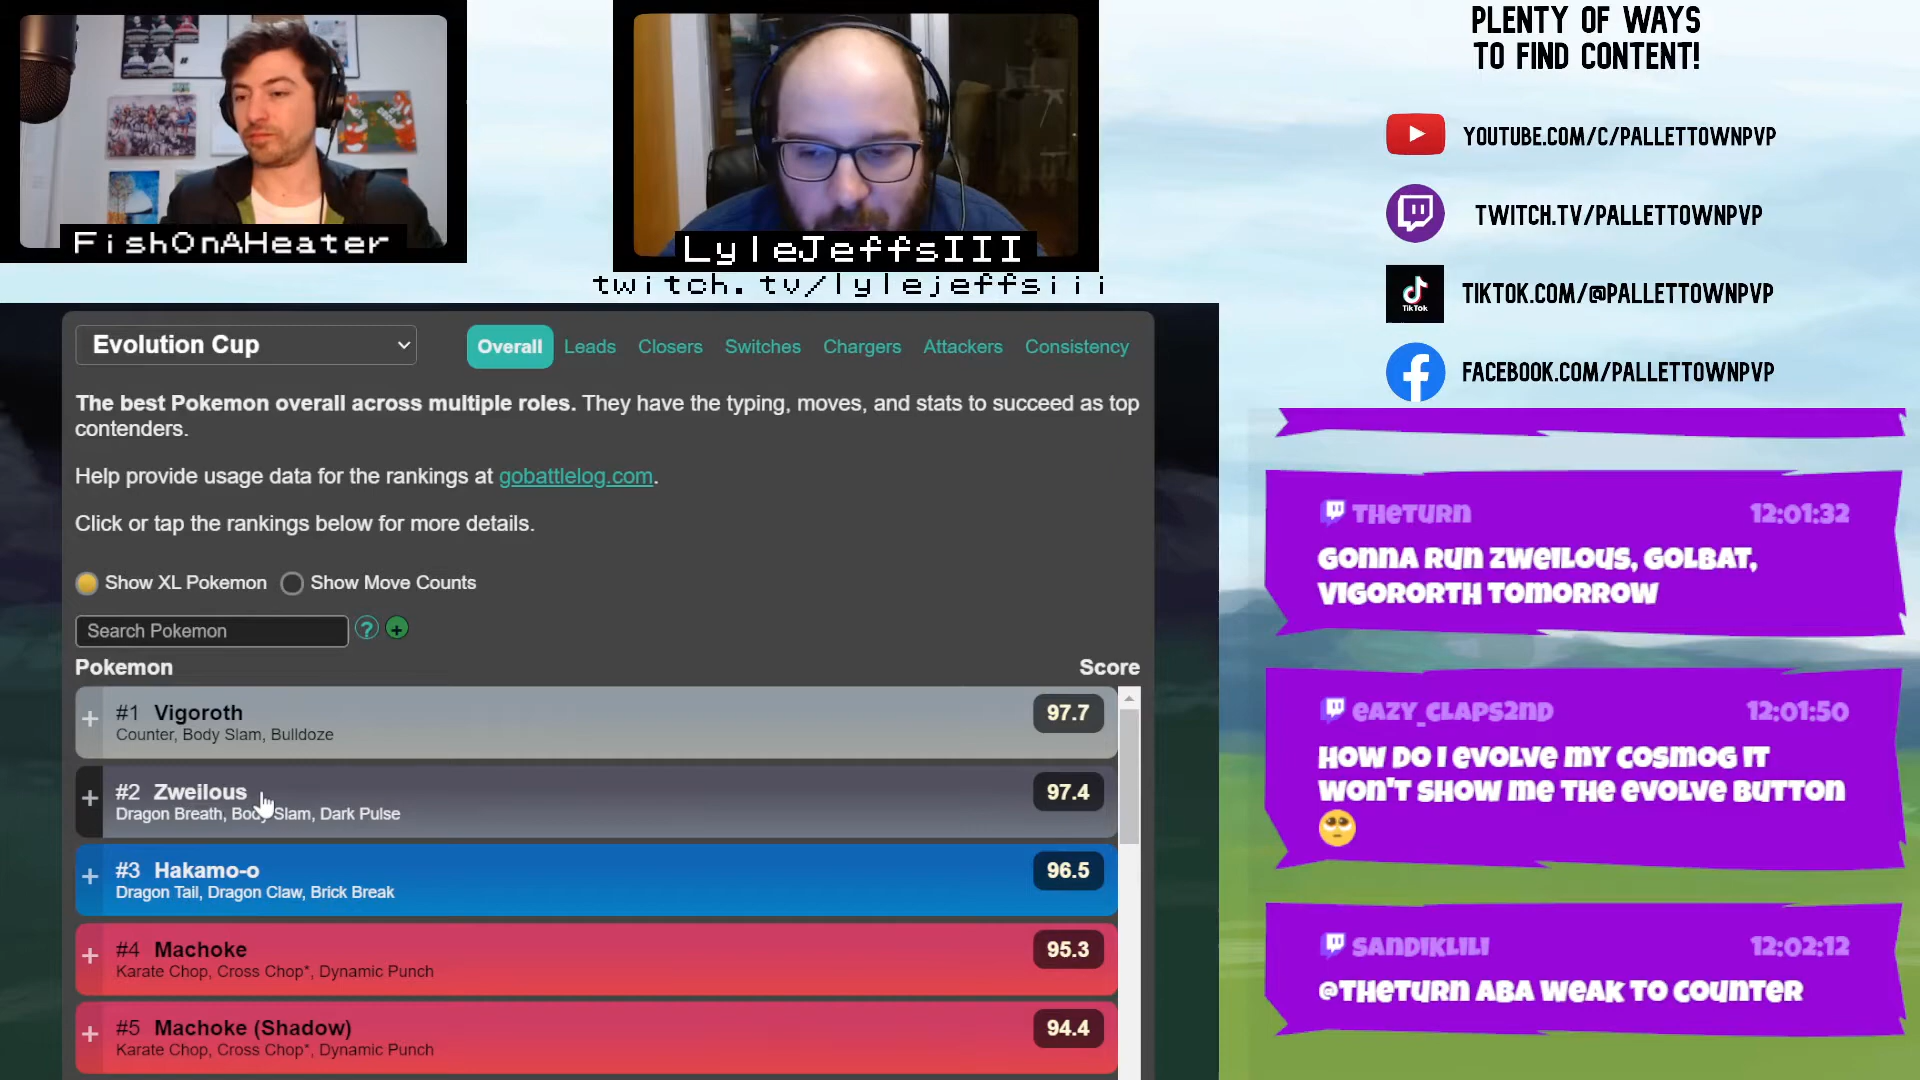 FishOnAHeater
LyleJeffsIII
twitch.tv/lylejeffsiii
PLENTY OF WAYS
TO FIND CONTENT!
YOUTUBE.COM/C/PALLETTOWNPVP
TWITCH.TV/PALLETTOWNPVP
TikTok
TIKTOK.COM/@PALLETTOWNPVP
FACEBOOK.COM/PALLETTOWNPVP
Evolution Cup
Overall Leads Closers Switches Chargers Attackers Consistency
The best Pokemon overall across multiple roles. They have the typing, moves, and stats to succeed as top
contenders.
Help provide usage data for the rankings at gobattlelog.com.
Click or tap the rankings below for more details.
Show XL Pokemon Show Move Counts
Search Pokemon ? +
Pokemon Score
+ #1 Vigoroth 97.7
Counter, Body Slam, Bulldoze
+ #2 Zweilous 97.4
Dragon Breath, Body Slam, Dark Pulse
+ #3 Hakamo-o 96.5
Dragon Tail, Dragon Claw, Brick Break
+ #4 Machoke 95.3
Karate Chop, Cross Chop*, Dynamic Punch
+ #5 Machoke (Shadow) 94.4
Karate Chop, Cross Chop*, Dynamic Punch
THETURN 12:01:32
GONNA RUN ZWEILOUS, GOLBAT,
VIGORORTH TOMORROW
EAZY_CLAPS2ND 12:01:50
HOW DO I EVOLVE MY COSMOG IT
WON'T SHOW ME THE EVOLVE BUTTON
🥺
SANDIKLILI 12:02:12
@THETURN ABA WEAK TO COUNTER